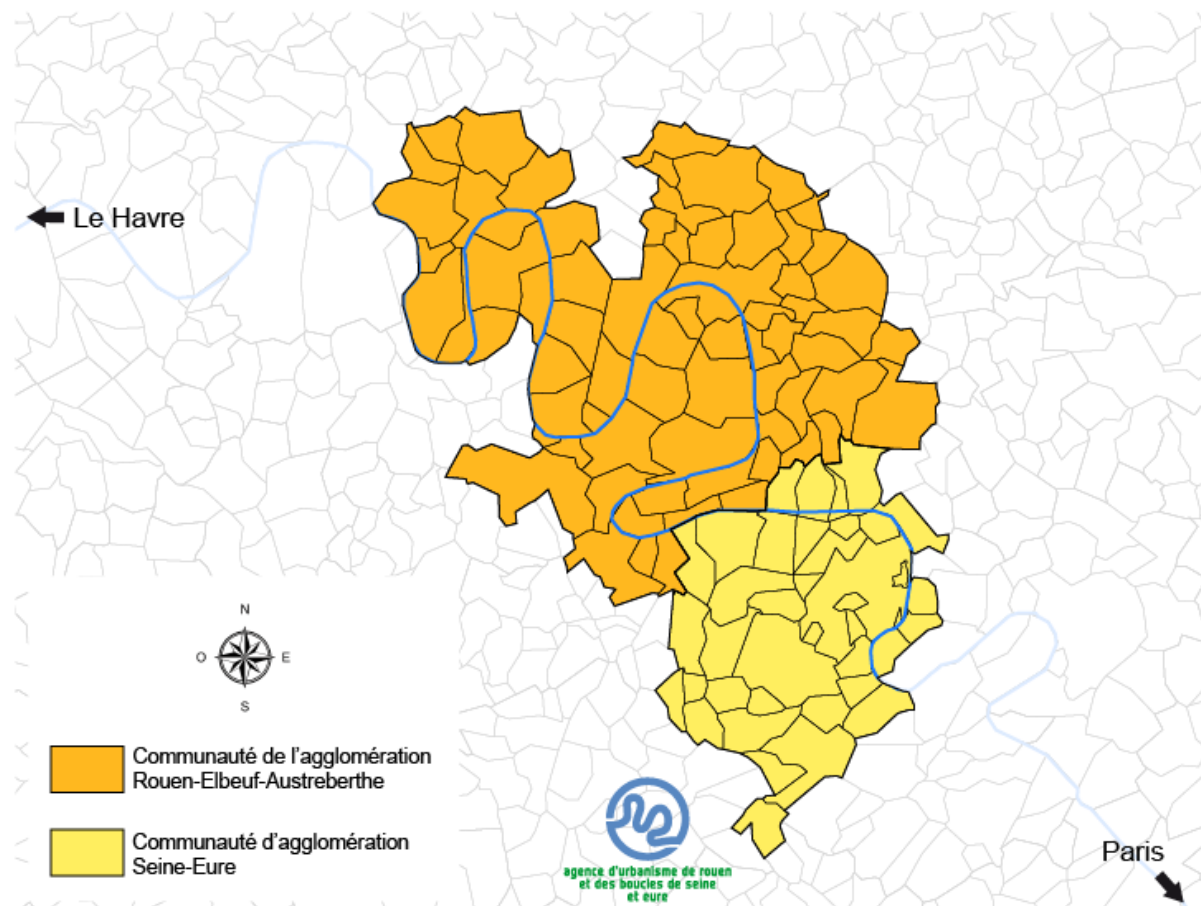 Le Havre
N
O
E
S
Communauté de l'agglomération
Rouen-Elbeuf-Austreberthe
Communauté d'agglomération
Seine-Eure
agence d'urbanisme de rouen
et des boucles de seine
et eure
Paris